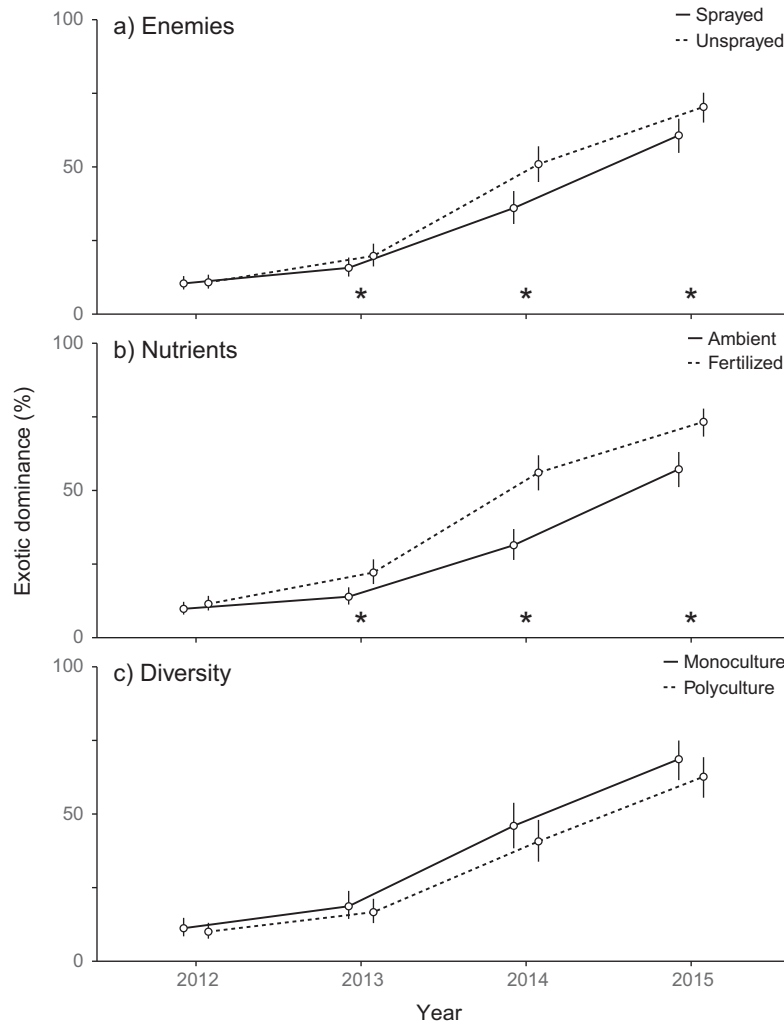 100
a) Enemies
Sprayed
Unsprayed
50
0
* * *
100
b) Nutrients
Ambient
Fertilized
50
0
* * *
Exotic dominance (%)
100
c) Diversity
Monoculture
Polyculture
50
0
2012 2013 2014 2015
Year